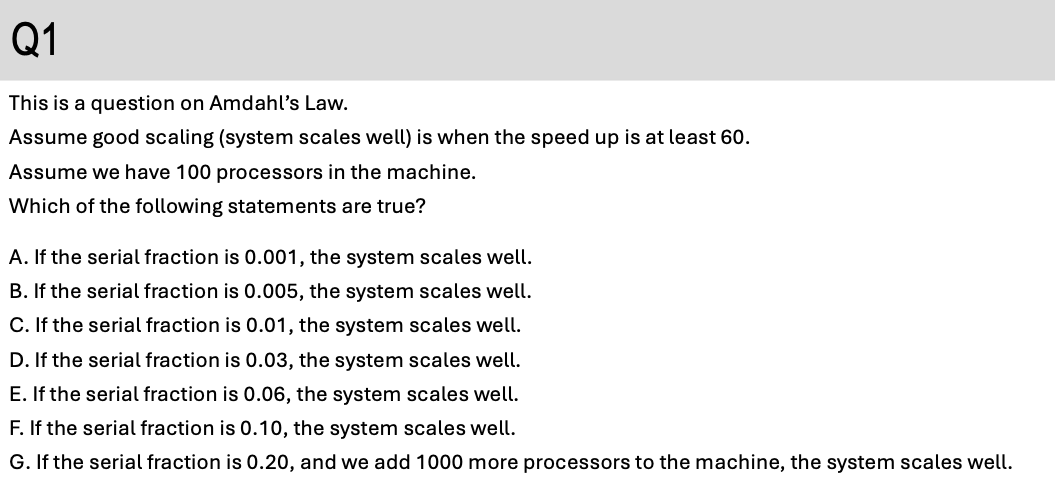 Q1
This is a question on Amdahl’s Law.
Assume good scaling (system scales well) is when the speed up is at least 60.
Assume we have 100 processors in the machine.
Which of the following statements are true?
A. If the serial fraction is 0.001, the system scales well.
B. If the serial fraction is 0.005, the system scales well.
C. If the serial fraction is 0.01, the system scales well.
D. If the serial fraction is 0.03, the system scales well.
E. If the serial fraction is 0.06, the system scales well.
F. If the serial fraction is 0.10, the system scales well.
G. If the serial fraction is 0.20, and we add 1000 more processors to the machine, the system scales well.